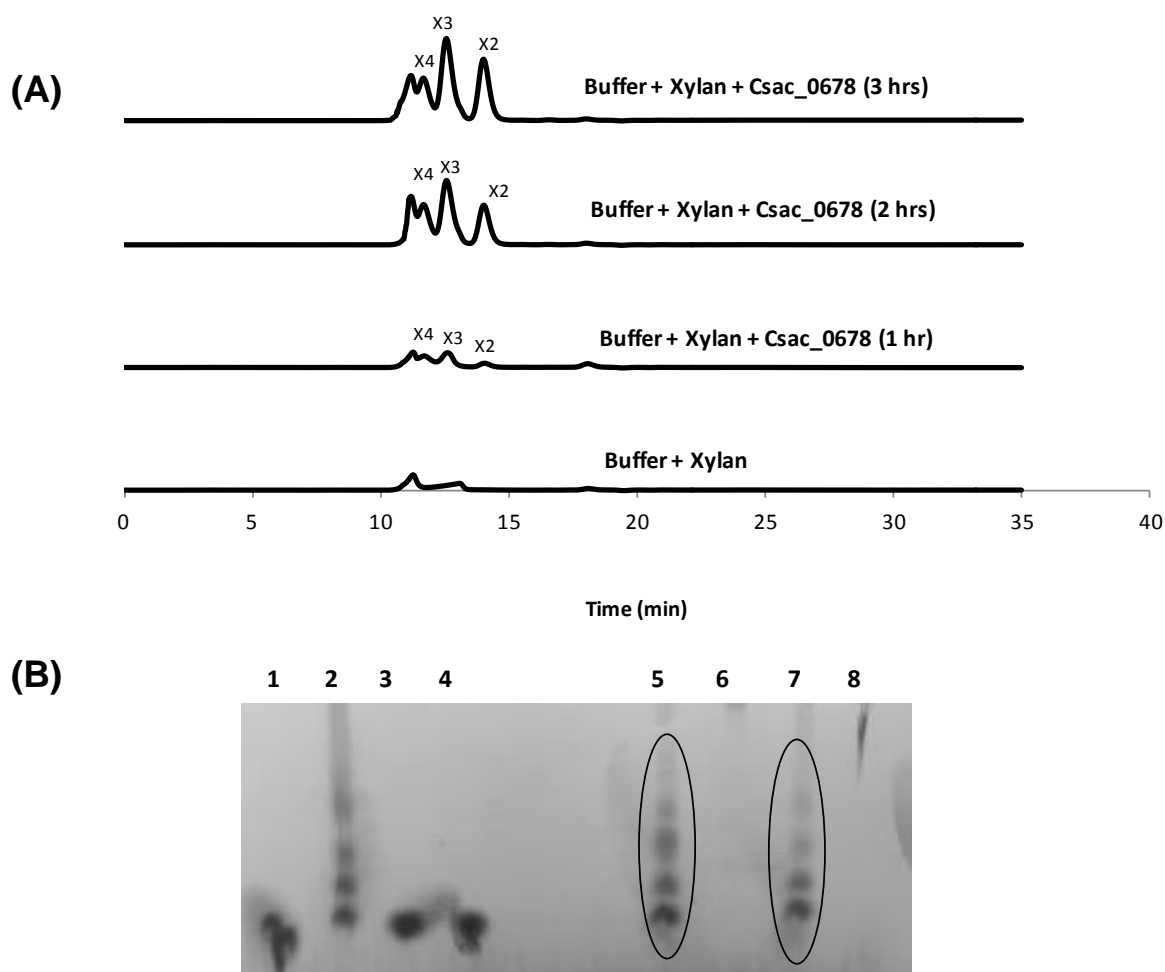 (A)
X4 X3 X2
Buffer + Xylan + Csac_0678 (3 hrs)
X4 X3 X2
Buffer + Xylan + Csac_0678 (2 hrs)
X4 X3 X2
Buffer + Xylan + Csac_0678 (1 hr)
Buffer + Xylan
0 5 10 15 20 25 30 35 40
Time (min)
(B)
1 2 3 4 5 6 7 8